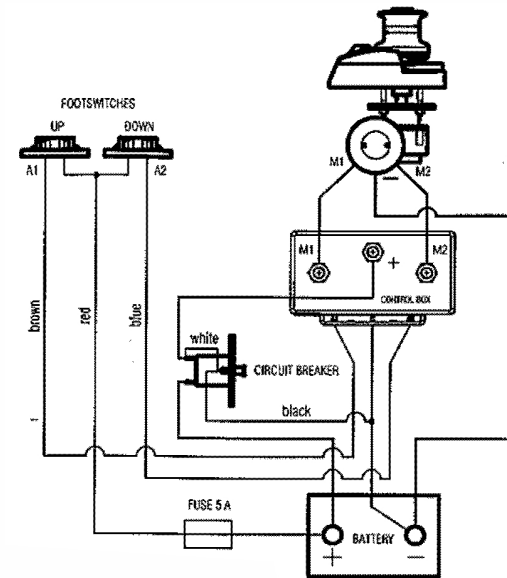 FOOTSWITCHES
UP
DOWN
A1
A2
M1
M2
−
M1
+
M2
CONTROL BOX
brown
red
blue
white
CIRCUIT BREAKER
black
FUSE 5 A
BATTERY
+
−